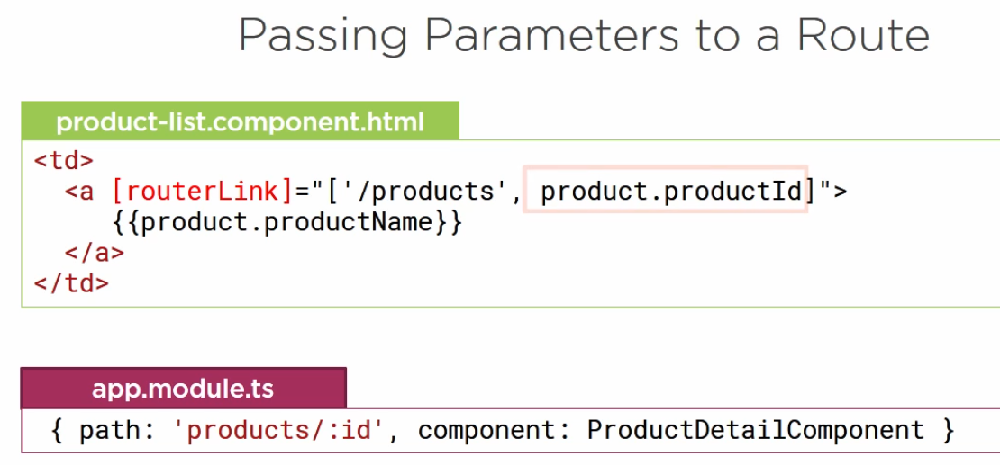 Passing Parameters to a Route
product-list.component.html
<td>
<a [routerLink]="['/products', product.productId]">
{{product.productName}}
</a>
</td>
app.module.ts
{ path: 'products/:id', component: ProductDetailComponent }